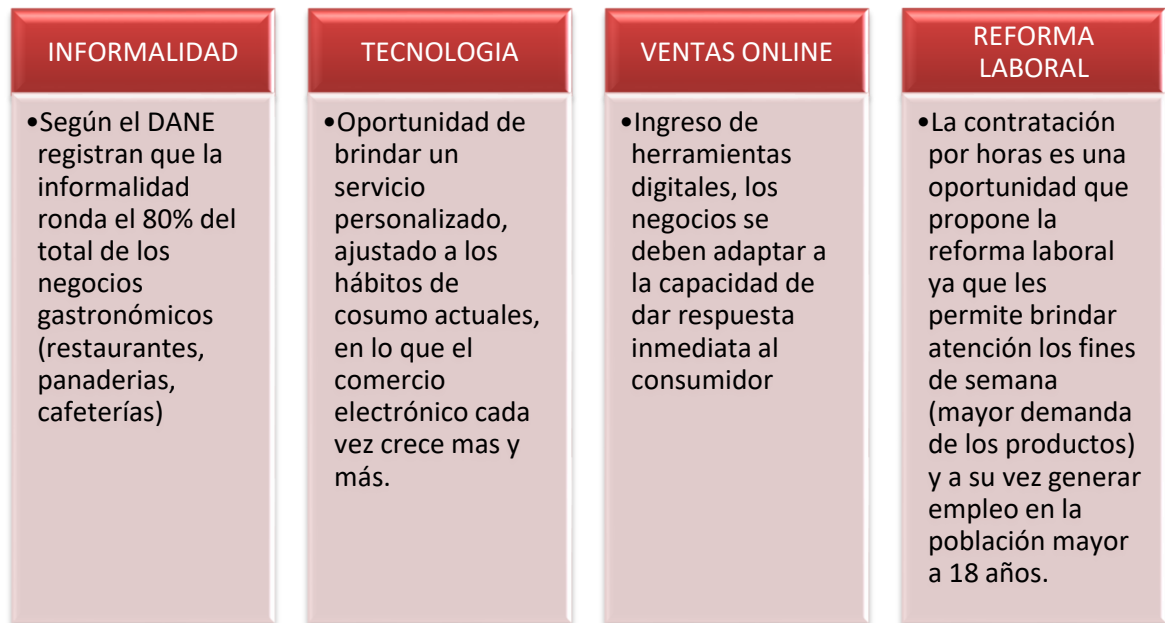 INFORMALIDAD
•Según el DANE
registran que la
informalidad
ronda el 80% del
total de los
negocios
gastronómicos
(restaurantes,
panaderias,
cafeterías)
TECNOLOGIA
•Oportunidad de
brindar un
servicio
personalizado,
ajustado a los
hábitos de
cosumo actuales,
en lo que el
comercio
electrónico cada
vez crece mas y
más.
VENTAS ONLINE
•Ingreso de
herramientas
digitales, los
negocios se
deben adaptar a
la capacidad de
dar respuesta
inmediata al
consumidor
REFORMA
LABORAL
•La contratación
por horas es una
oportunidad que
propone la
reforma laboral
ya que les
permite brindar
atención los fines
de semana
(mayor demanda
de los productos)
y a su vez generar
empleo en la
población mayor
a 18 años.